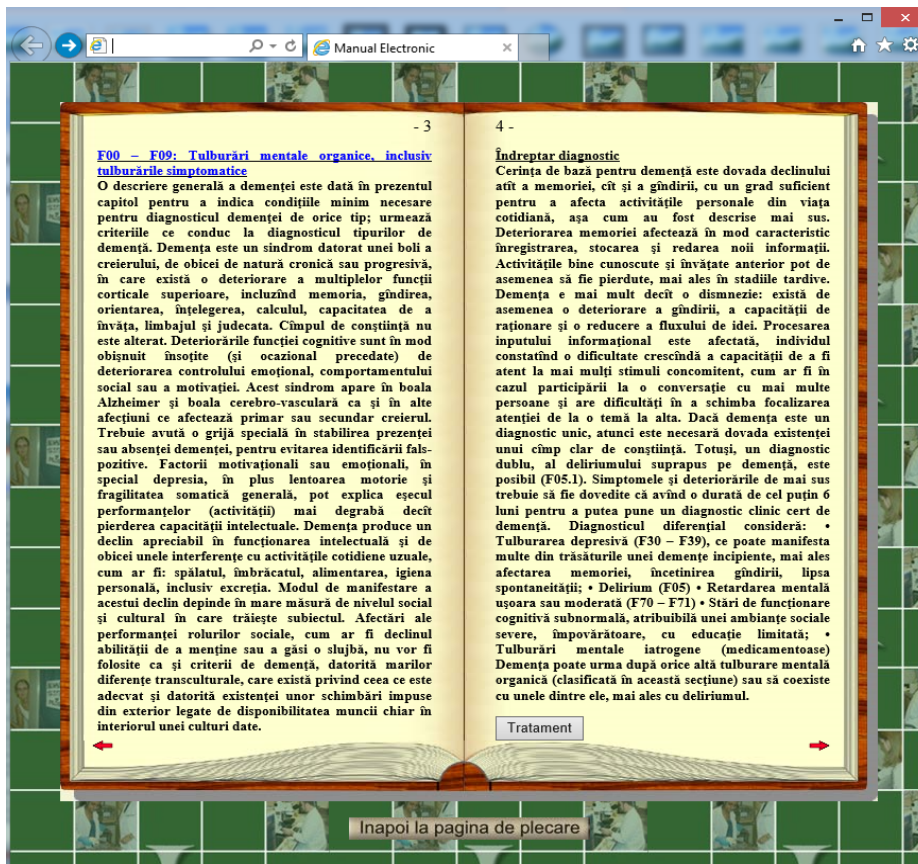 Manual Electronic
- 3
F00 – F09: Tulburări mentale organice, inclusiv
tulburările simptomatice
O descriere generală a demenţei este dată în prezentul
capitol pentru a indica condiţiile minim necesare
pentru diagnosticul demenţei de orice tip; urmează
criteriile ce conduc la diagnosticul tipurilor de
demenţă. Demenţa este un sindrom datorat unei boli a
creierului, de obicei de natură cronică sau progresivă,
în care există o deteriorare a multiplelor funcţii
corticale superioare, incluzînd memoria, gîndirea,
orientarea, înţelegerea, calculul, capacitatea de a
învăţa, limbajul şi judecata. Cîmpul de conştiinţă nu
este alterat. Deteriorările funcţiei cognitive sunt în mod
obişnuit însoţite (şi ocazional precedate) de
deteriorarea controlului emoţional, comportamentului
social sau a motivaţiei. Acest sindrom apare în boala
Alzheimer şi boala cerebro-vasculară ca şi în alte
afecţiuni ce afectează primar sau secundar creierul.
Trebuie avută o grijă specială în stabilirea prezenţei
sau absenţei demenţei, pentru evitarea identificării fals-
pozitive. Factorii motivaţionali sau emoţionali, în
special depresia, în plus lentoarea motorie şi
fragilitatea somatică generală, pot explica eşecul
performanţelor (activităţii) mai degrabă decît
pierderea capacităţii intelectuale. Demenţa produce un
declin apreciabil în funcţionarea intelectuală şi de
obicei unele interferenţe cu activităţile cotidiene uzuale,
cum ar fi: spălatul, îmbrăcatul, alimentarea, igiena
personală, inclusiv excreţia. Modul de manifestare a
acestui declin depinde în mare măsură de nivelul social
şi cultural în care trăieşte subiectul. Afectări ale
performanţei rolurilor sociale, cum ar fi declinul
abilităţii de a menţine sau a găsi o slujbă, nu vor fi
folosite ca şi criterii de demenţă, datorită marilor
diferenţe transculturale, care există privind ceea ce este
adecvat şi datorită existenţei unor schimbări impuse
din exterior legate de disponibilitatea muncii chiar în
interiorul unei culturi date.
4 -
Îndreptar diagnostic
Cerinţa de bază pentru demenţă este dovada declinului
atît a memoriei, cît şi a gîndirii, cu un grad suficient
pentru a afecta activităţile personale din viaţa
cotidiană, aşa cum au fost descrise mai sus.
Deteriorarea memoriei afectează în mod caracteristic
înregistrarea, stocarea şi redarea noii informaţii.
Activităţile bine cunoscute şi învăţate anterior pot de
asemenea să fie pierdute, mai ales în stadiile tardive.
Demenţa e mai mult decît o dismnezie: există de
asemenea o deteriorare a gîndirii, a capacităţii de
raţionare şi o reducere a fluxului de idei. Procesarea
inputului informaţional este afectată, individul
constatînd o dificultate crescîndă a capacităţii de a fi
atent la mai mulţi stimuli concomitent, cum ar fi în
cazul participării la o conversaţie cu mai multe
persoane şi are dificultăţi în a schimba focalizarea
atenţiei de la o temă la alta. Dacă demenţa este un
diagnostic unic, atunci este necesară dovada existenţei
unui cîmp clar de conştiinţă. Totuşi, un diagnostic
dublu, al deliriumului suprapus pe demenţă, este
posibil (F05.1). Simptomele şi deteriorările de mai sus
trebuie să fie dovedite că avînd o durată de cel puţin 6
luni pentru a putea pune un diagnostic clinic cert de
demenţă. Diagnosticul diferenţial consideră: •
Tulburarea depresivă (F30 – F39), ce poate manifesta
multe din trăsăturile unei demenţe incipiente, mai ales
afectarea memoriei, încetinirea gîndirii, lipsa
spontaneităţii; • Delirium (F05) • Retardarea mentală
uşoara sau moderată (F70 – F71) • Stări de funcţionare
cognitivă subnormală, atribuibilă unei ambianţe sociale
severe, împovărătoare, cu educaţie limitată; •
Tulburări mentale iatrogene (medicamentoase)
Demenţa poate urma după orice altă tulburare mentală
organică (clasificată în această secţiune) sau să coexiste
cu unele dintre ele, mai ales cu deliriumul.
Tratament
Inapoi la pagina de plecare